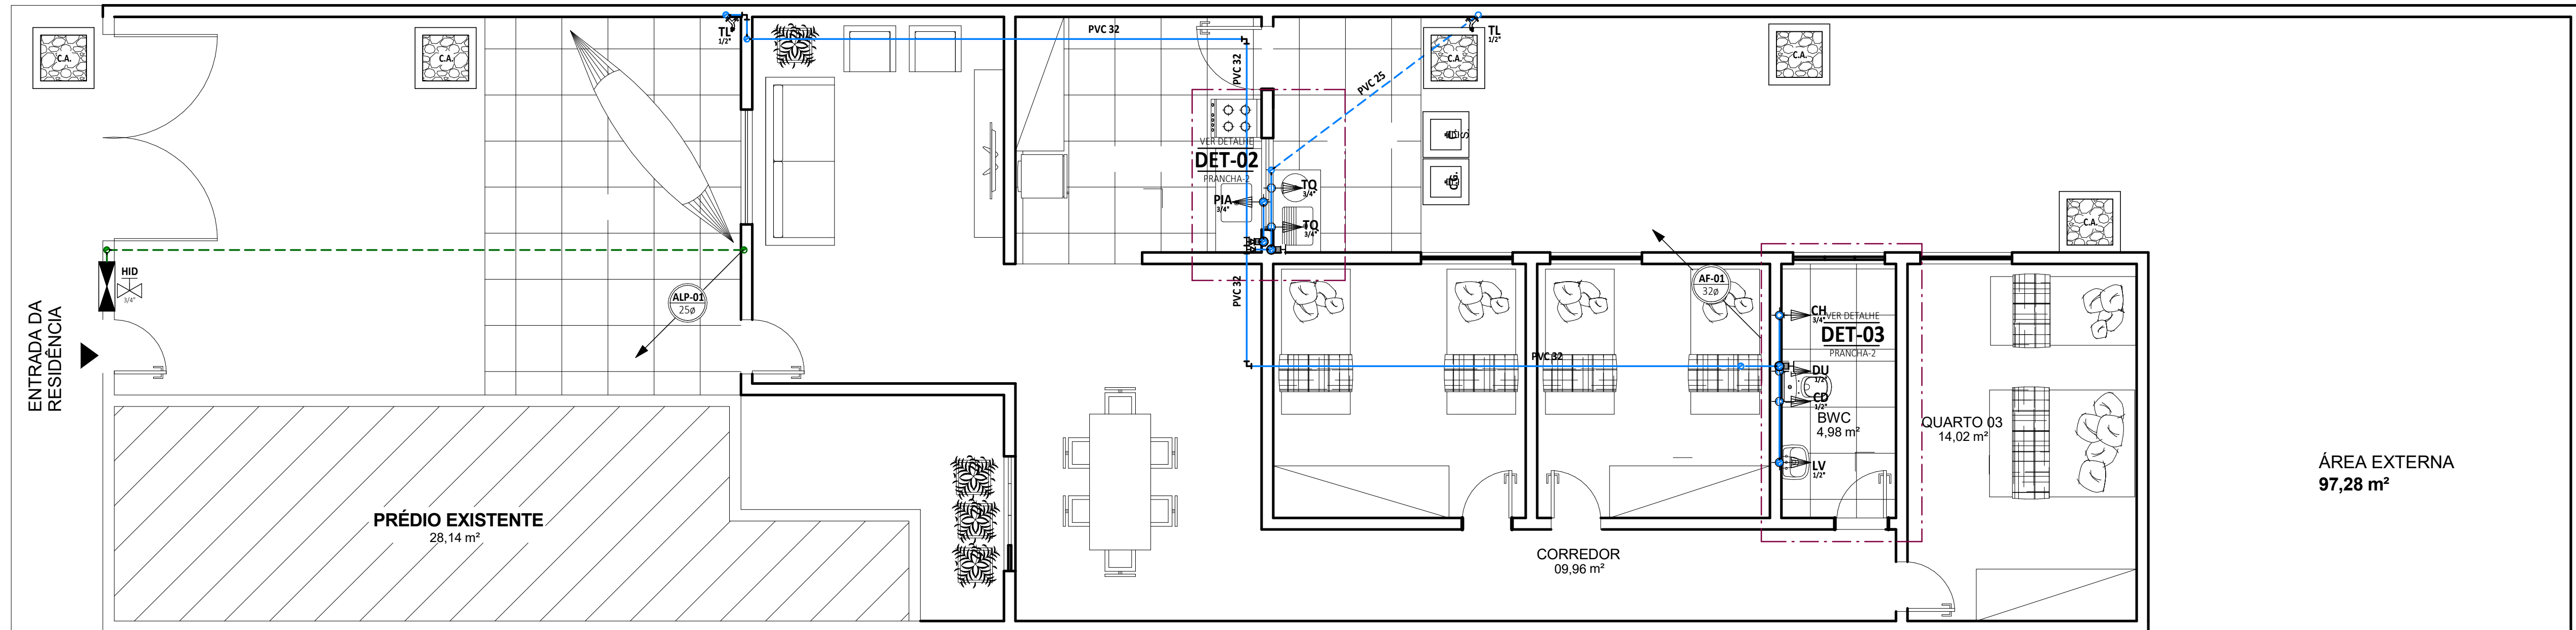 TL
1/2"
C.A.
C.A.
PVC 32
PVC 32
PVC 25
TL
1/2"
C.A.
C.A.
VER DETALHE
DET-02
PRANCHA-2
PIA
3/4"
TQ
3/4"
TQ
3/4"
C.G.
C.A.
HID
3/4"
ALP-01
25ø
PVC 32
AF-01
32ø
CH
3/4"
VER DETALHE
DET-03
PRANCHA-2
PVC 32
DU
1/2"
CD
1/2"
BWC
4,98 m²
LV
1/2"
QUARTO 03
14,02 m²
ENTRADA DA
RESIDÊNCIA
PRÉDIO EXISTENTE
28,14 m²
CORREDOR
09,96 m²
ÁREA EXTERNA
97,28 m²